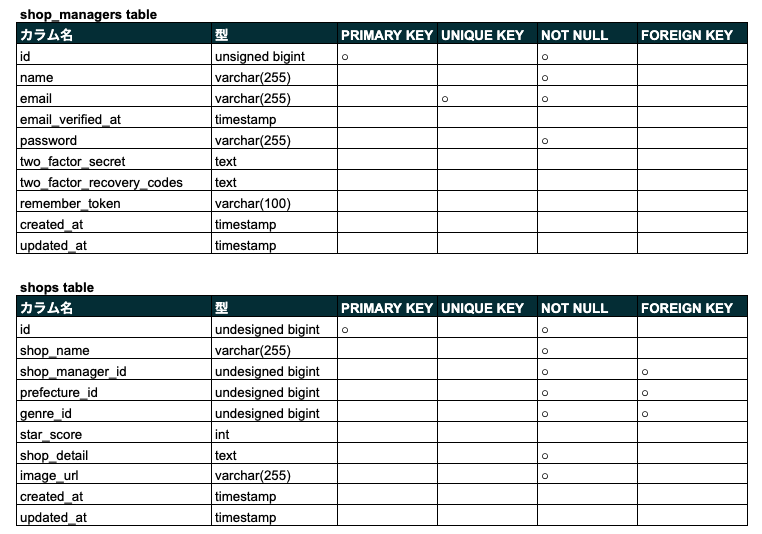 shop_managers table
カラム名 型 PRIMARY KEY UNIQUE KEY NOT NULL FOREIGN KEY
id unsigned bigint ○ ○
name varchar(255) ○
email varchar(255) ○ ○
email_verified_at timestamp
password varchar(255) ○
two_factor_secret text
two_factor_recovery_codes text
remember_token varchar(100)
created_at timestamp
updated_at timestamp
shops table
カラム名 型 PRIMARY KEY UNIQUE KEY NOT NULL FOREIGN KEY
id undesigned bigint ○ ○
shop_name varchar(255) ○
shop_manager_id undesigned bigint ○ ○
prefecture_id undesigned bigint ○ ○
genre_id undesigned bigint ○ ○
star_score int
shop_detail text ○
image_url varchar(255) ○
created_at timestamp
updated_at timestamp